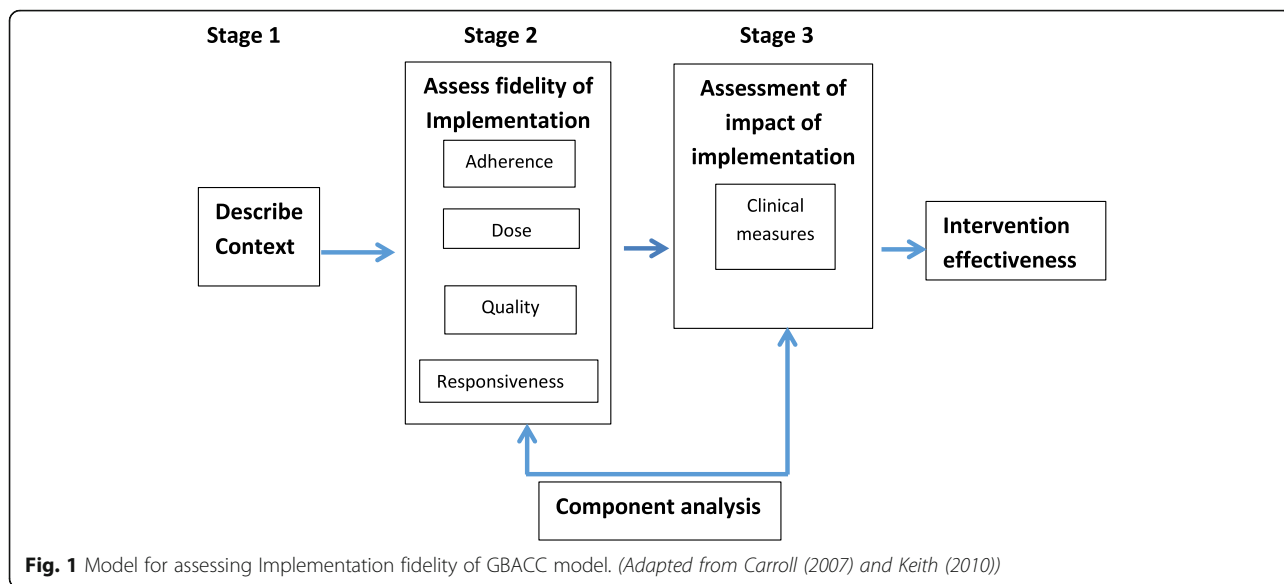 Stage 1
Stage 2
Stage 3
Describe
Context
Assess fidelity of
Implementation
Adherence
Dose
Quality
Responsiveness
Assessment of
impact of
implementation
Clinical
measures
Intervention
effectiveness
Component analysis
Fig. 1 Model for assessing Implementation fidelity of GBACC model. (Adapted from Carroll (2007) and Keith (2010))